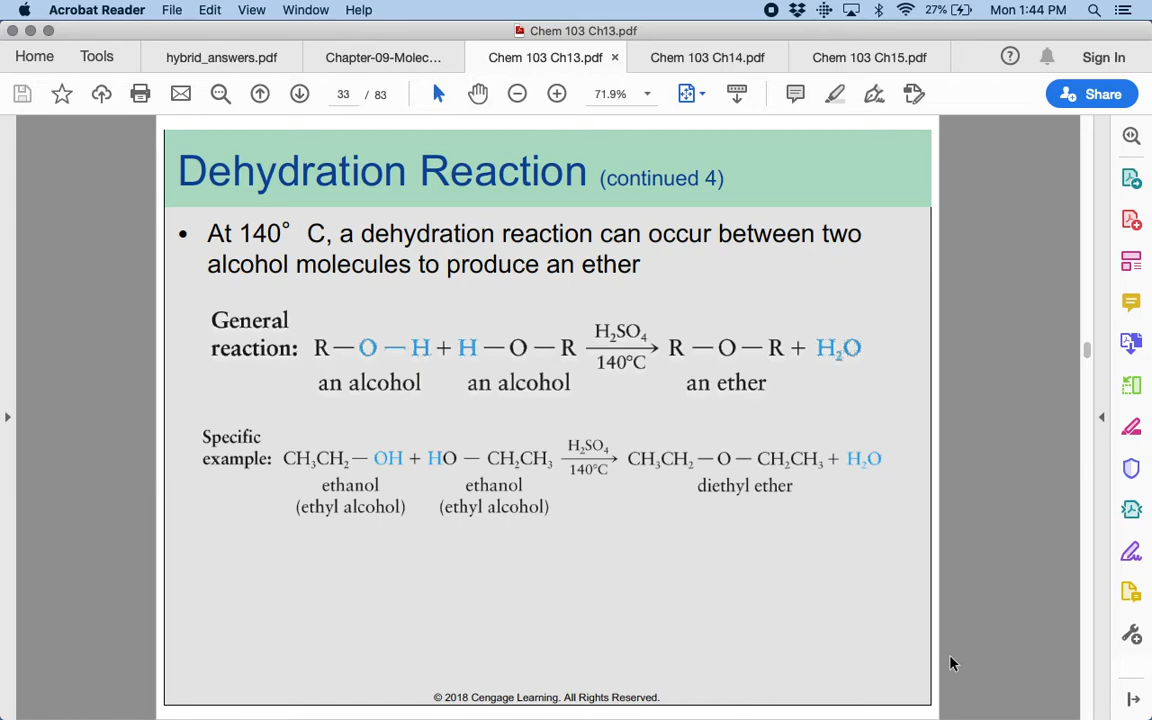 Acrobat Reader File Edit View Window Help 27% Mon 1:44 PM
Chem 103 Ch13.pdf
Home Tools hybrid_answers.pdf Chapter-09-Molec... Chem 103 Ch13.pdf × Chem 103 Ch14.pdf Chem 103 Ch15.pdf Sign In
33 / 83 71.9% Share
Dehydration Reaction (continued 4)
• At 140° C, a dehydration reaction can occur between two
alcohol molecules to produce an ether
General
reaction: R—O—H + H—O—R H₂SO₄ 140°C R—O—R + H₂O
an alcohol an alcohol an ether
Specific
example: CH₃CH₂—OH + HO—CH₂CH₃ H₂SO₄ 140°C CH₃CH₂—O—CH₂CH₃ + H₂O
ethanol ethanol diethyl ether
(ethyl alcohol) (ethyl alcohol)
© 2018 Cengage Learning. All Rights Reserved.